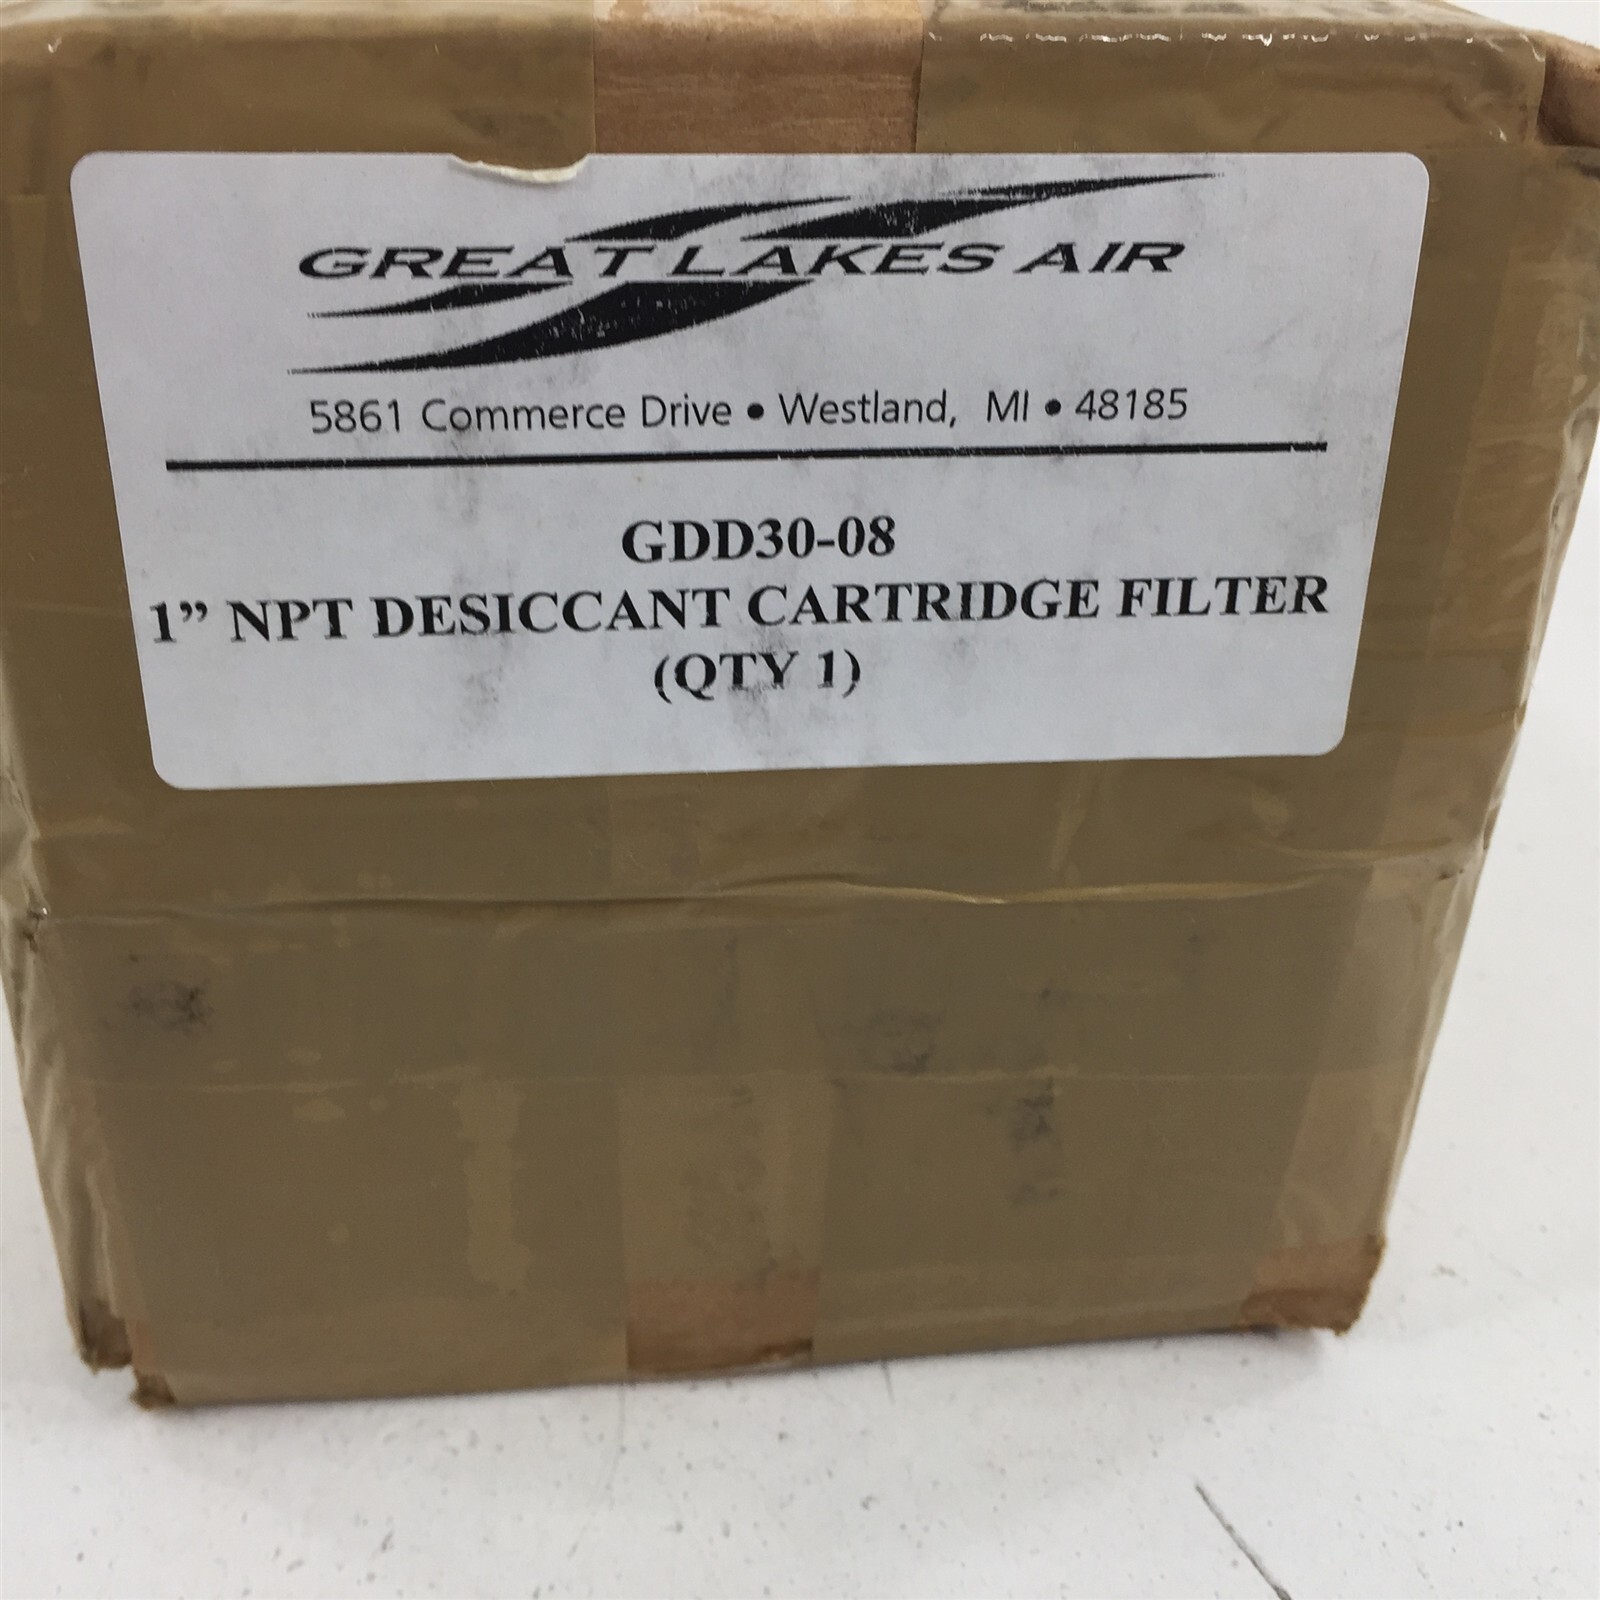 GREAT LAKES AIR
5861 Commerce Drive • Westland, MI • 48185
GDD30-08
1” NPT DESICCANT CARTRIDGE FILTER
(QTY 1)